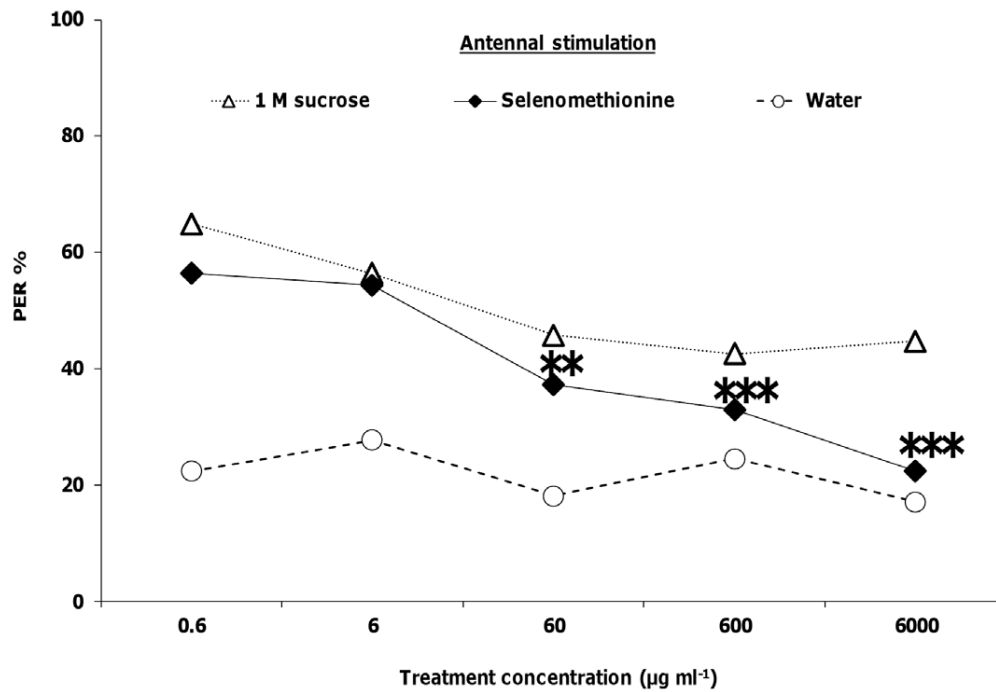 100
Antennal stimulation
1 M sucrose Selenomethionine Water
80
60
PER %
40
**
***
***
20
0
0.6 6 60 600 6000
Treatment concentration (µg ml⁻¹)